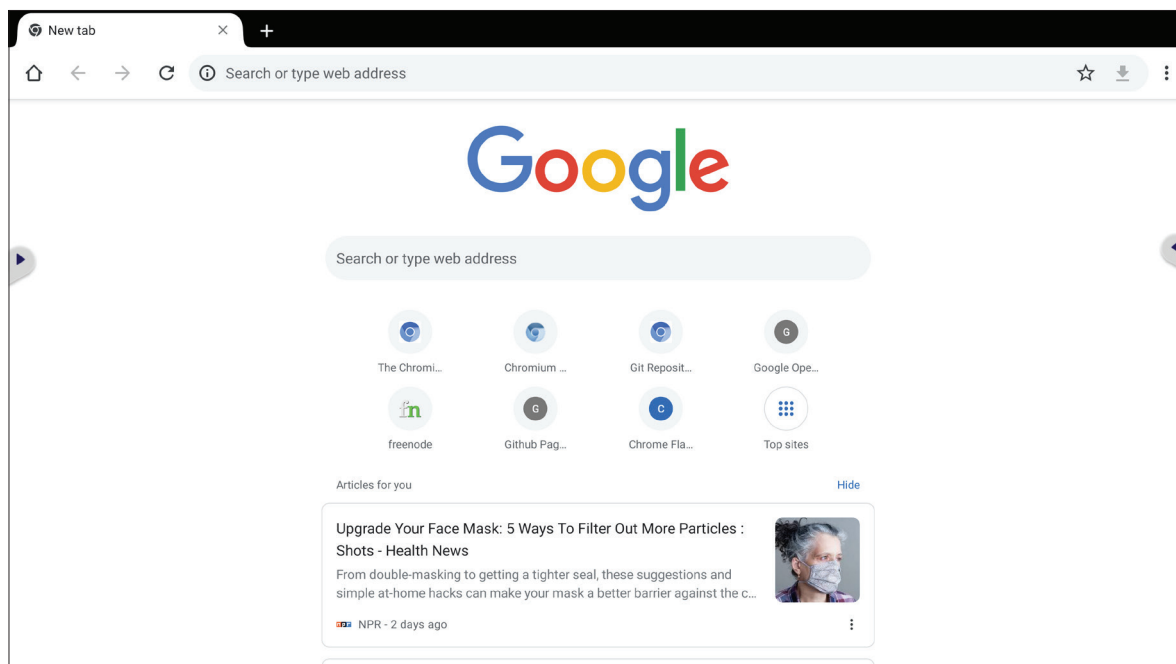 New tab
Search or type web address
Google
Search or type web address
The Chromi...
Chromium ...
Git Reposit...
G
Google Ope...
fn
freenode
G
Github Pag...
C
Chrome Fla...
Top sites
Articles for you
Hide
Upgrade Your Face Mask: 5 Ways To Filter Out More Particles :
Shots - Health News
From double-masking to getting a tighter seal, these suggestions and
simple at-home hacks can make your mask a better barrier against the c...
npr NPR - 2 days ago